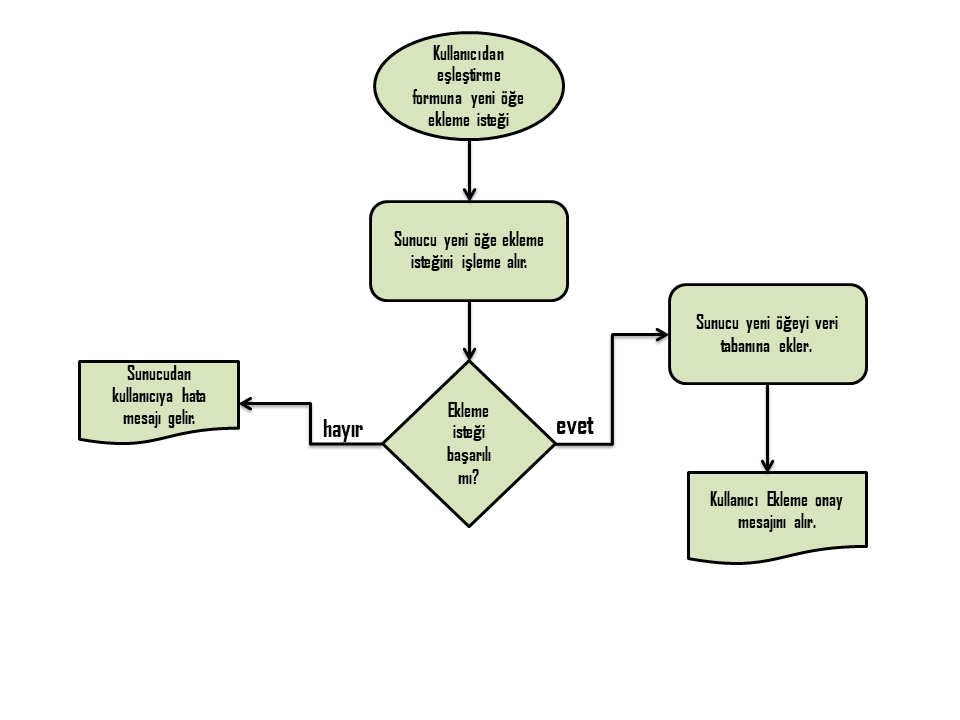 Kullanıcıdan
eşleştirme
formuna yeni öğe
ekleme isteği
Sunucu yeni öğe ekleme
isteğini işleme alır.
Sunucu yeni öğeyi veri
tabanına ekler.
Sunucudan
kullanıcıya hata
mesajı gelir.
Ekleme
isteği
başarılı
mı?
hayır
evet
Kullanıcı Ekleme onay
mesajını alır.